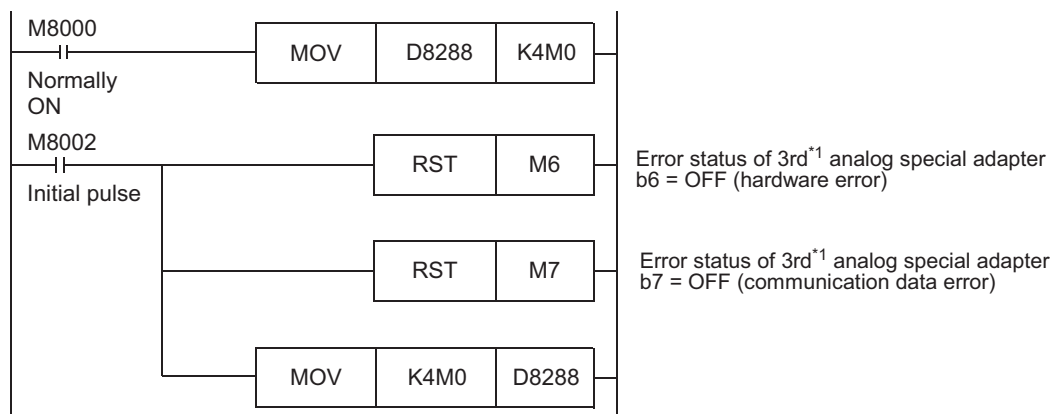 M8000
MOV D8288 K4M0
Normally
ON
M8002
RST M6
Error status of 3rd*1 analog special adapter
b6 = OFF (hardware error)
Initial pulse
RST M7
Error status of 3rd*1 analog special adapter
b7 = OFF (communication data error)
MOV K4M0 D8288